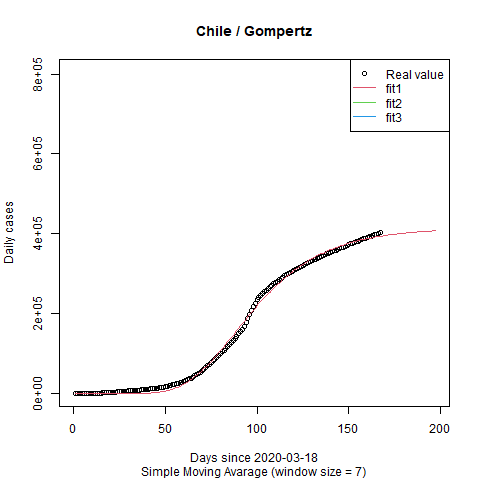 Chile / Gompertz
Real value
fit1
fit2
fit3
Daily cases
0e+00 2e+05 4e+05 6e+05 8e+05
0 50 100 150 200
Days since 2020-03-18
Simple Moving Avarage (window size = 7)